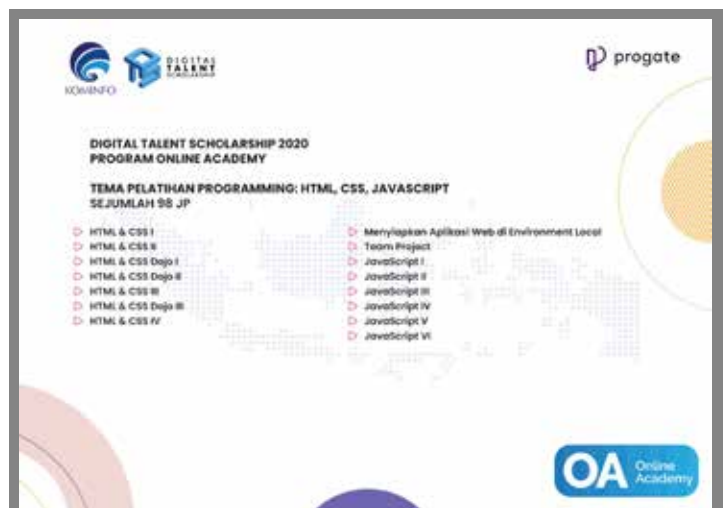 KOMINFO
DIGITAL
TALENT
SCHOLARSHIP
progate
DIGITAL TALENT SCHOLARSHIP 2020
PROGRAM ONLINE ACADEMY
TEMA PELATIHAN PROGRAMMING: HTML, CSS, JAVASCRIPT
SEJUMLAH 98 JP
HTML & CSS I
HTML & CSS II
HTML & CSS Dojo I
HTML & CSS Dojo II
HTML & CSS III
HTML & CSS Dojo III
HTML & CSS IV
Menyiapkan Aplikasi Web di Environment Local
Team Project
JavaScript I
JavaScript II
JavaScript III
JavaScript IV
JavaScript V
JavaScript VI
OA Online
Academy